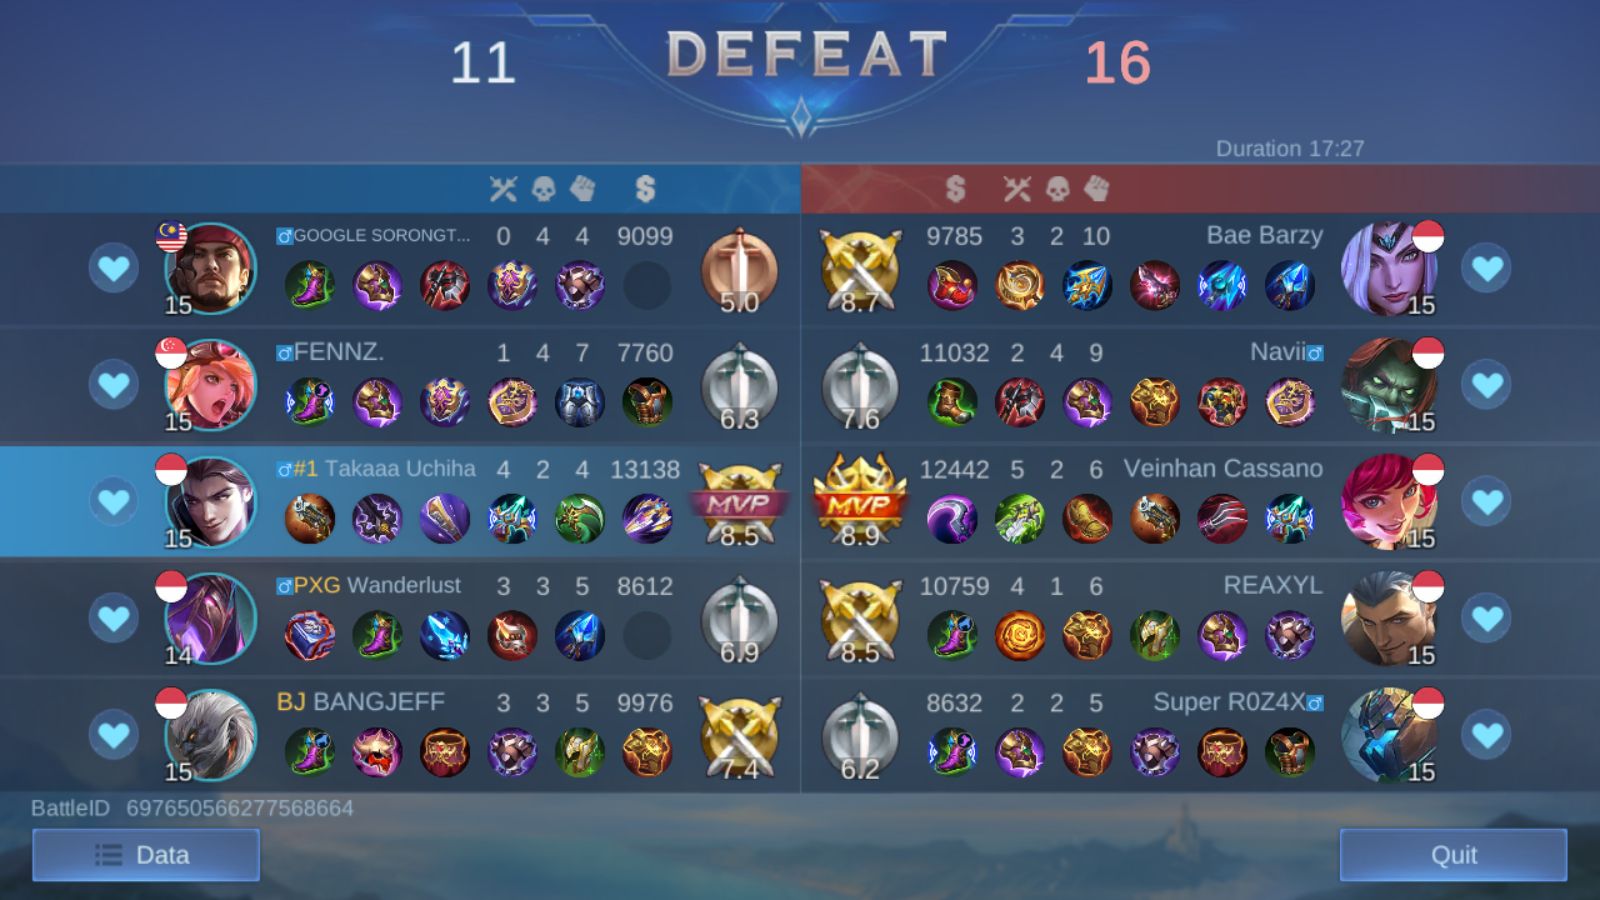 11 DEFEAT 16
Duration 17:27
GOOGLE SORONGT... 0 4 4 9099
15 5.0
9785 3 2 10 Bae Barzy
8.7 15
FENNZ. 1 4 7 7760
15 6.3
11032 2 4 9 Navii
7.6 15
#1 Takaaa Uchiha 4 2 4 13138
15 MVP 8.5
12442 5 2 6 Veinhan Cassano
MVP 8.9 15
PXG Wanderlust 3 3 5 8612
14 6.9
10759 4 1 6 REAXYL
8.5 15
BJ BANGJEFF 3 3 5 9976
15 7.4
8632 2 2 5 Super R0Z4X
6.2 15
BattleID 697650566277568664
Data
Quit